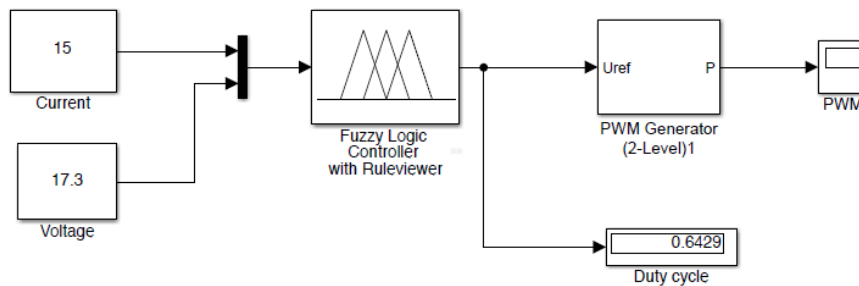 15
Current
17.3
Voltage
Fuzzy Logic
Controller
with Ruleviewer
Uref
P
PWM Generator
(2-Level)1
PWM
0.6429
Duty cycle